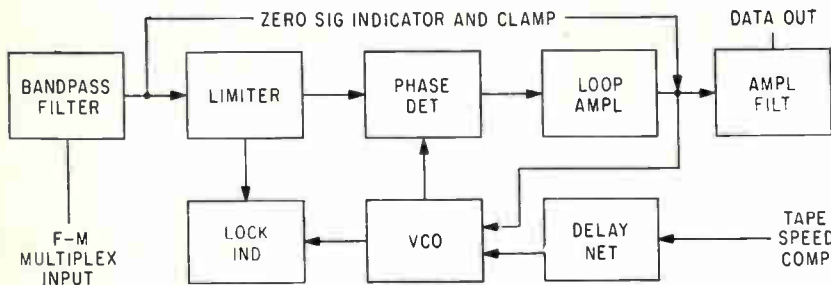 ZERO SIG INDICATOR AND CLAMP
DATA OUT
BANDPASS
FILTER
LIMITER
PHASE
DET
LOOP
AMPL
AMPL
FILT
F-M
MULTIPLEX
INPUT
LOCK
IND
VCO
DELAY
NET
TAPE
SPEED
COMP